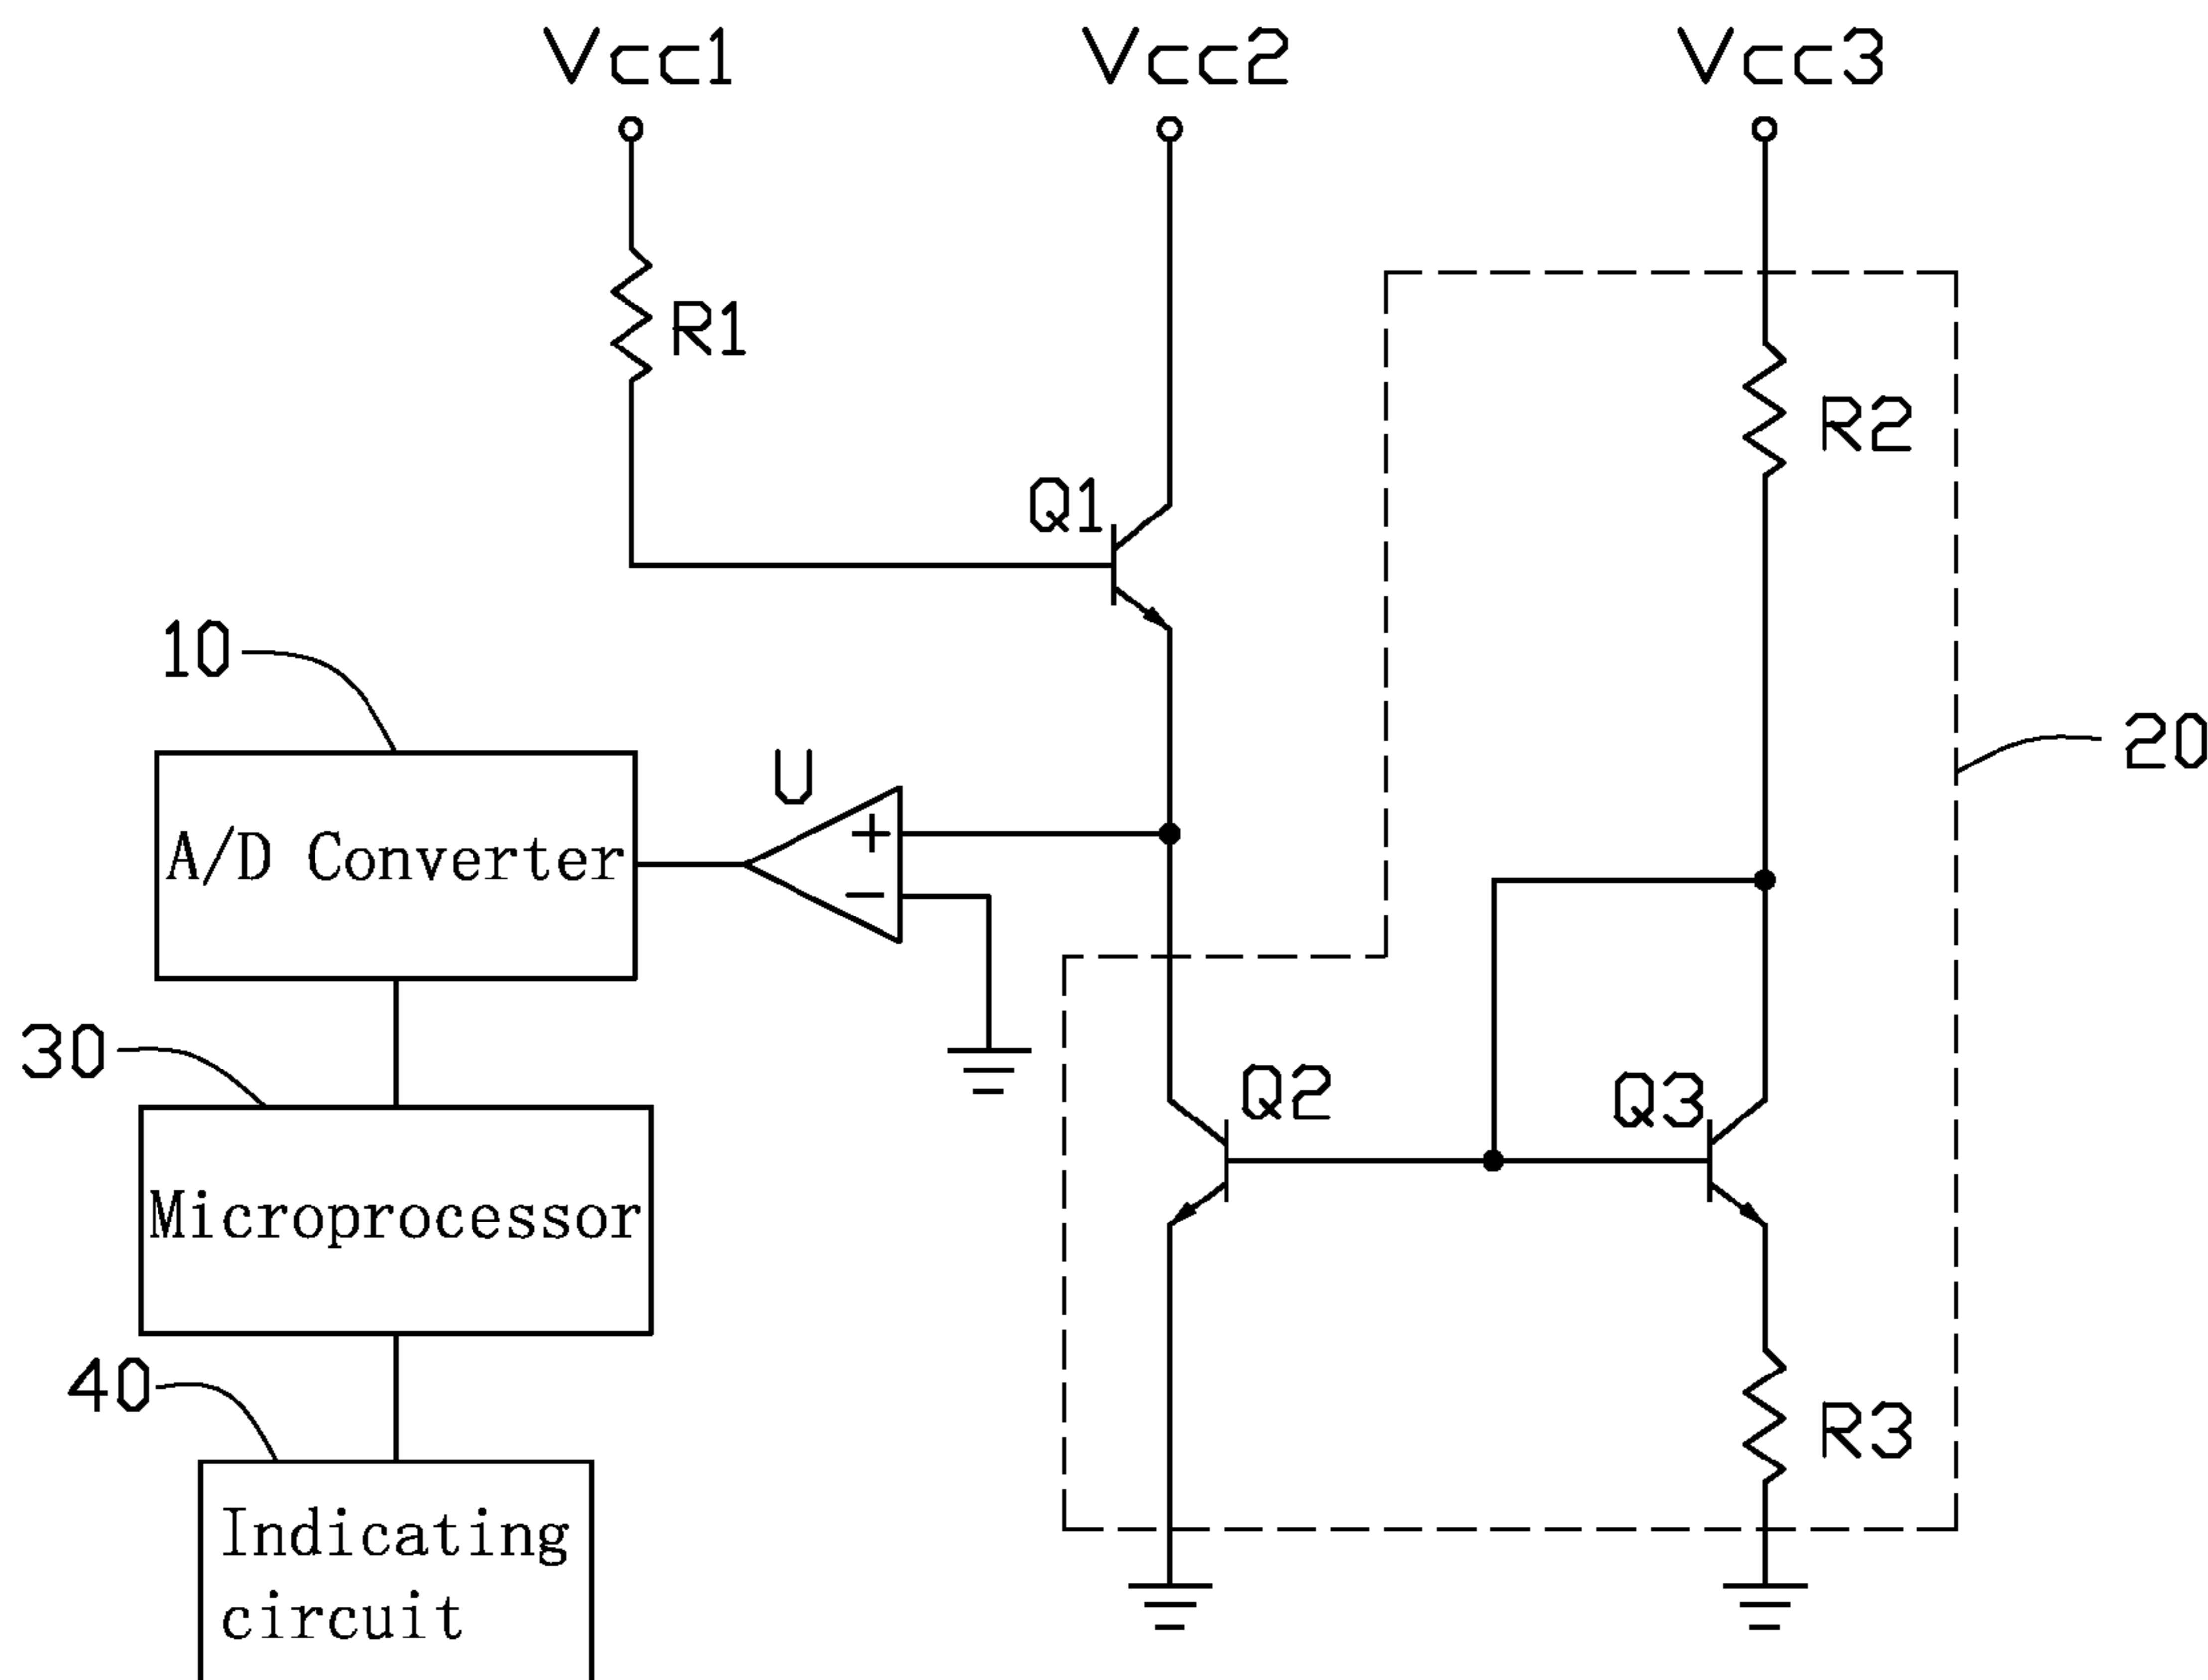 Vcc1
Vcc2
Vcc3
R1
R2
Q1
10
20
U
+
−
A/D Converter
30
Q2
Q3
Microprocessor
40
R3
Indicating
circuit